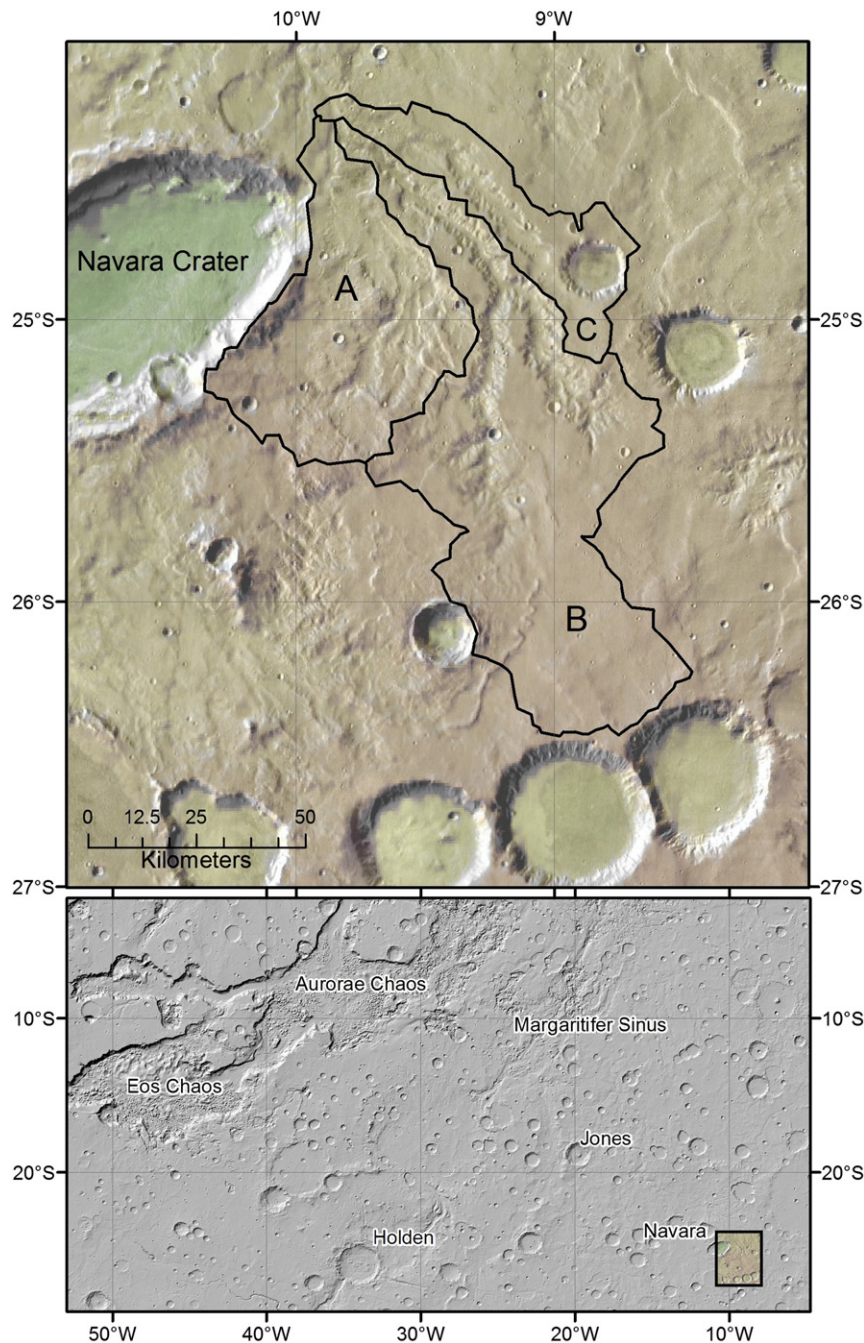 10°W 9°W
Navara Crater
A
25°S 25°S
C
26°S 26°S
B
0 12.5 25 50
Kilometers
27°S 27°S
Aurorae Chaos
10°S Margaritifer Sinus 10°S
Eos Chaos
Jones
20°S 20°S
Navara
Holden
50°W 40°W 30°W 20°W 10°W